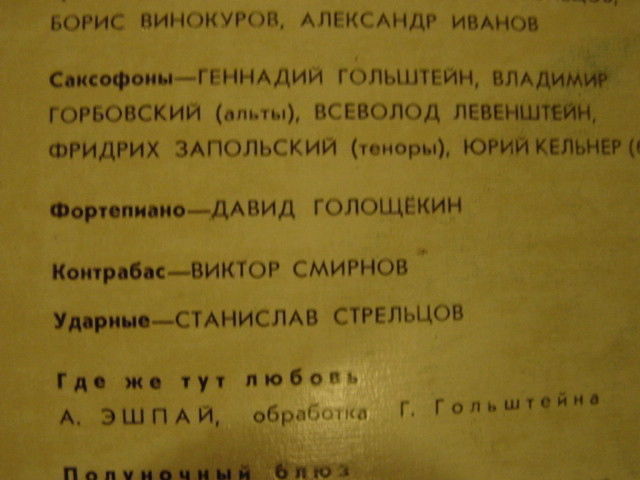 БОРИС ВИНОКУРОВ, АЛЕКСАНДР ИВАНОВ
Саксофоны—ГЕННАДИЙ ГОЛЬШТЕЙН, ВЛАДИМИР
ГОРБОВСКИЙ (альты), ВСЕВОЛОД ЛЕВЕНШТЕЙН,
ФРИДРИХ ЗАПОЛЬСКИЙ (теноры), ЮРИЙ КЕЛЬНЕР
Фортепиано—ДАВИД ГОЛОЩЁКИН
Контрабас—ВИКТОР СМИРНОВ
Ударные—СТАНИСЛАВ СТРЕЛЬЦОВ
Где же тут любовь
А. ЭШПАЙ, обработка Г. Гольштейна
Полуночный блюз